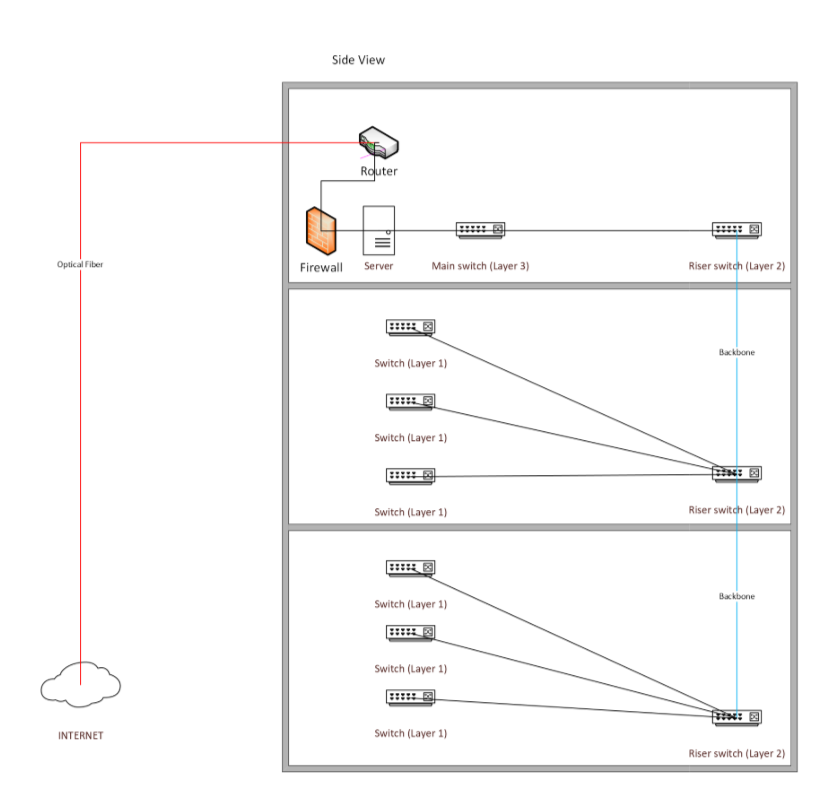 Side View
Router
Optical Fiber
Firewall
Server
Main switch (Layer 3)
Riser switch (Layer 2)
Backbone
Switch (Layer 1)
Switch (Layer 1)
Switch (Layer 1)
Riser switch (Layer 2)
Backbone
Switch (Layer 1)
Switch (Layer 1)
Switch (Layer 1)
Riser switch (Layer 2)
INTERNET